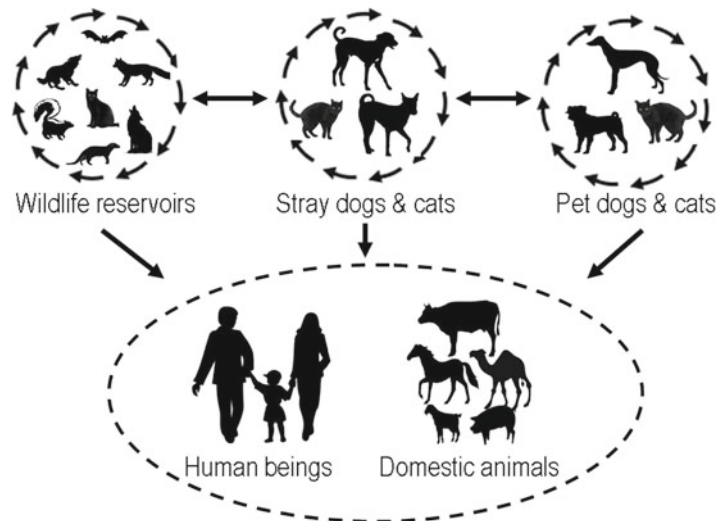 Wildlife reservoirs
Stray dogs & cats
Pet dogs & cats
Human beings
Domestic animals